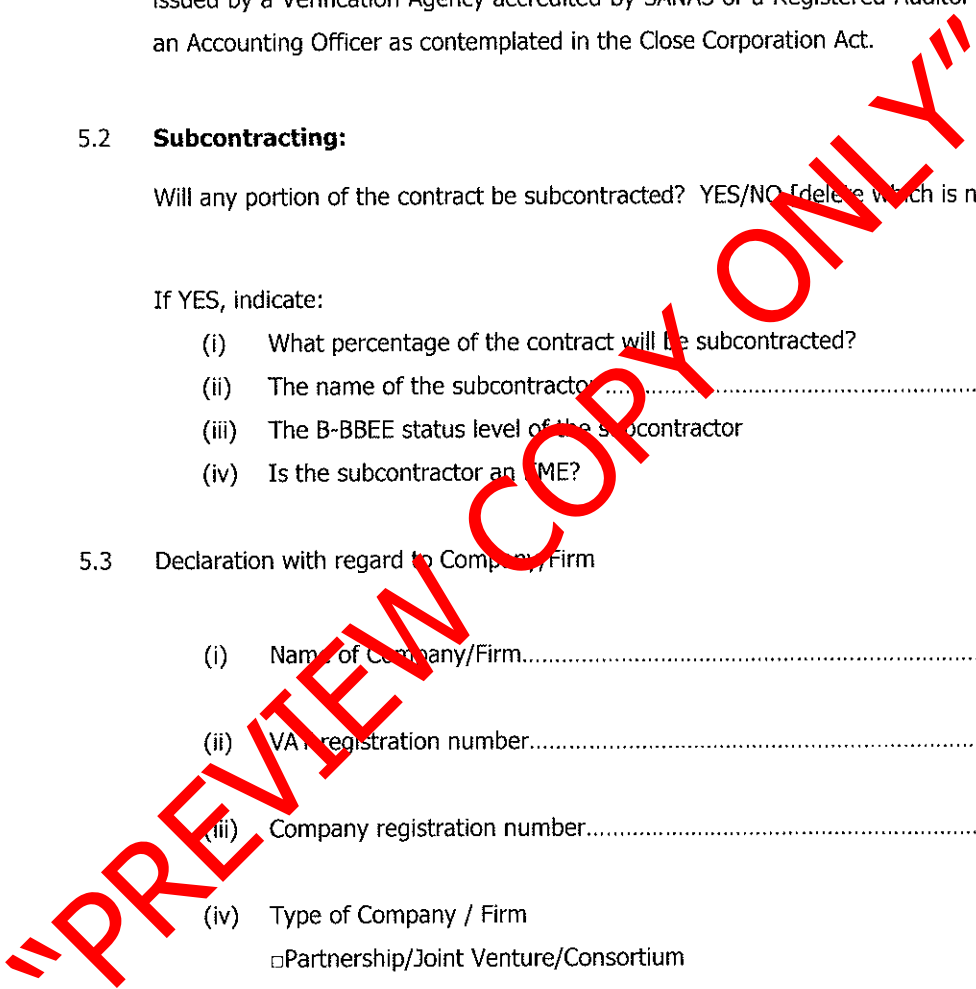 issued by a Verification Agency accredited by SANAS or a Registered Auditor
an Accounting Officer as contemplated in the Close Corporation Act.
5.2 Subcontracting:
Will any portion of the contract be subcontracted? YES/NO [delete which is n
If YES, indicate:
(i) What percentage of the contract will be subcontracted?
(ii) The name of the subcontractor ..............................................................
(iii) The B-BBEE status level of the subcontractor
(iv) Is the subcontractor an EME?
5.3 Declaration with regard to Company/Firm
(i) Name of Company/Firm..............................................................................
(ii) VAT registration number............................................................................
(iii) Company registration number...................................................................
(iv) Type of Company / Firm
□Partnership/Joint Venture/Consortium
"PREVIEW COPY ONLY"